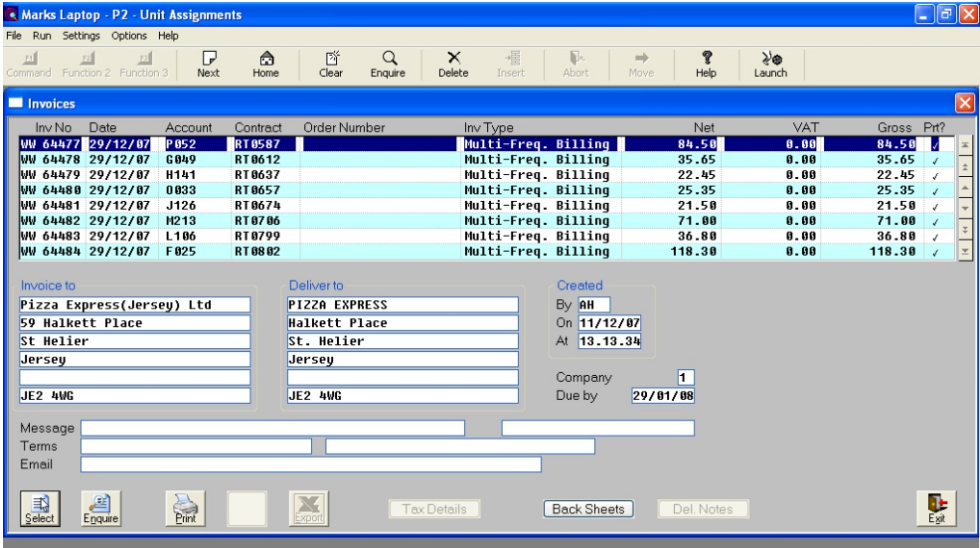 Marks Laptop - P2 - Unit Assignments
File Run Settings Options Help
Command Function 2 Function 3 Next Home Clear Enquire Delete Insert Abort Move Help Launch
Invoices
Inv No Date Account Contract Order Number Inv Type Net VAT Gross Prt?
WW 64477 29/12/07 P052 RT0587 Multi-Freq. Billing 84.50 0.00 84.50 ✓
WW 64478 29/12/07 G049 RT0612 Multi-Freq. Billing 35.65 0.00 35.65 ✓
WW 64479 29/12/07 H141 RT0637 Multi-Freq. Billing 22.45 0.00 22.45 ✓
WW 64480 29/12/07 O033 RT0657 Multi-Freq. Billing 25.35 0.00 25.35 ✓
WW 64481 29/12/07 J126 RT0674 Multi-Freq. Billing 21.50 0.00 21.50 ✓
WW 64482 29/12/07 M213 RT0706 Multi-Freq. Billing 71.00 0.00 71.00 ✓
WW 64483 29/12/07 L106 RT0799 Multi-Freq. Billing 36.80 0.00 36.80 ✓
WW 64484 29/12/07 F025 RT0802 Multi-Freq. Billing 118.30 0.00 118.30 ✓
Invoice to Deliver to Created
Pizza Express(Jersey) Ltd PIZZA EXPRESS By AH
59 Halkett Place Halkett Place On 11/12/07
St Helier St. Helier At 13.13.34
Jersey Jersey
Company 1
JE2 4WG JE2 4WG Due by 29/01/08
Message
Terms
Email
Select Enquire Print Export Tax Details Back Sheets Del. Notes Exit